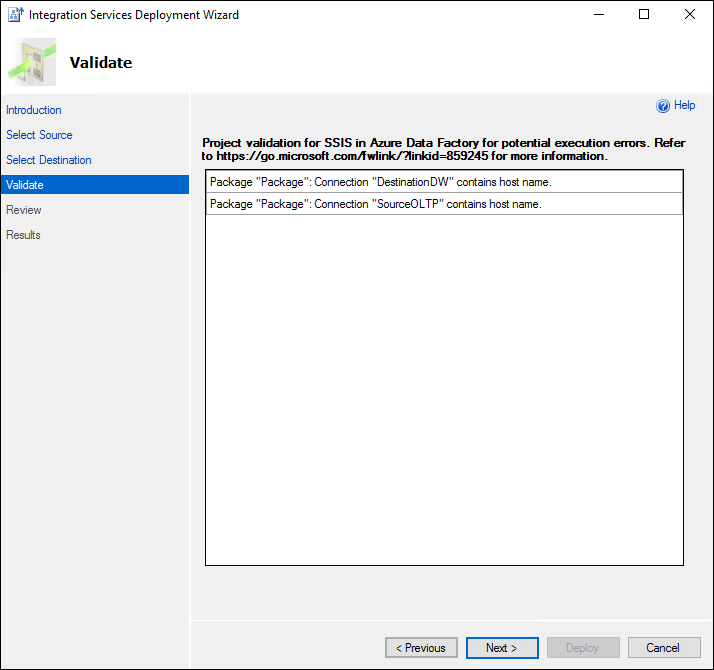 Integration Services Deployment Wizard
Validate
Help
Introduction
Select Source
Select Destination
Validate
Review
Results
Project validation for SSIS in Azure Data Factory for potential execution errors. Refer
to https://go.microsoft.com/fwlink/?linkid=859245 for more information.
Package "Package": Connection "DestinationDW" contains host name.
Package "Package": Connection "SourceOLTP" contains host name.
< Previous
Next >
Deploy
Cancel